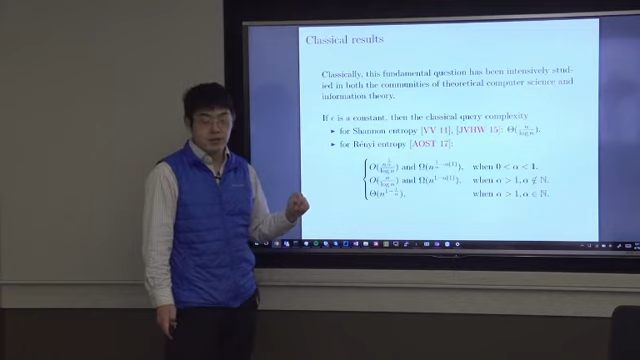 Classical results
Classically, this fundamental question has been intensively stud-
ied in both the communities of theoretical computer science and
information theory.
If ϵ is a constant, then the classical query complexity
▶ for Shannon entropy [VV 11], [JVHW 15]: Θ(n/log n).
▶ for Rényi entropy [AOST 17]:
O(n^{1/α}/log n) and Ω(n^{1/α−o(1)}), when 0 < α < 1.
O(n/log n) and Ω(n^{1−o(1)}), when α > 1, α ∉ ℕ.
Θ(n^{1−1/α}), when α > 1, α ∈ ℕ.